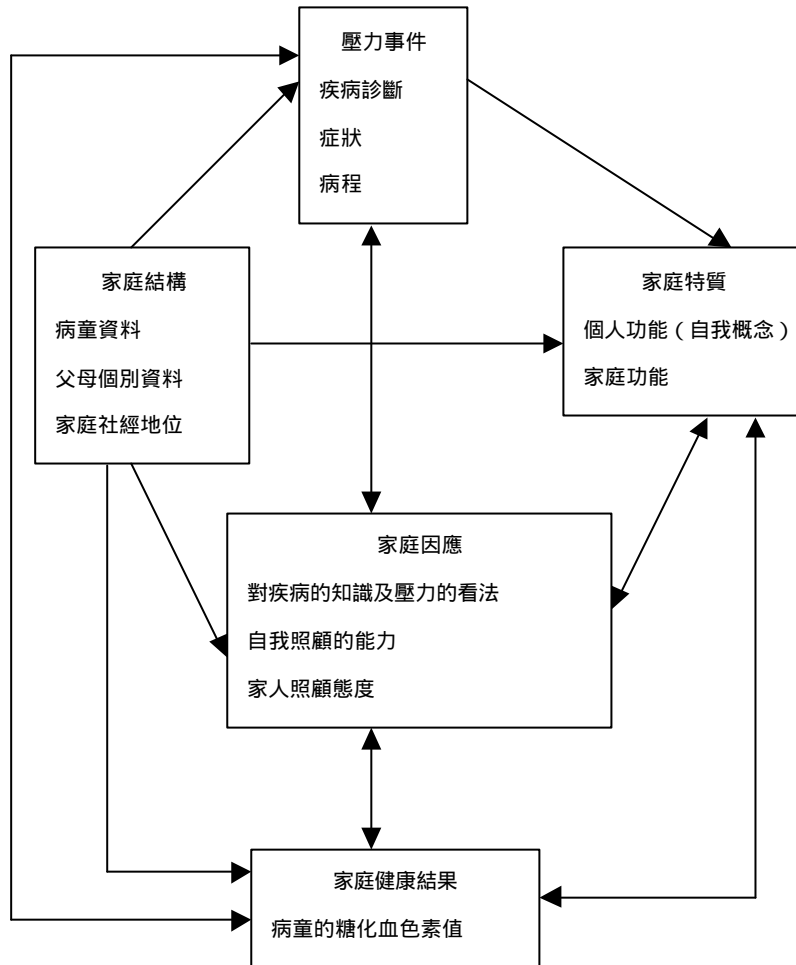 壓力事件
疾病診斷
症狀
病程
家庭結構
病童資料
父母個別資料
家庭社經地位
家庭特質
個人功能（自我概念）
家庭功能
家庭因應
對疾病的知識及壓力的看法
自我照顧的能力
家人照顧態度
家庭健康結果
病童的糖化血色素值